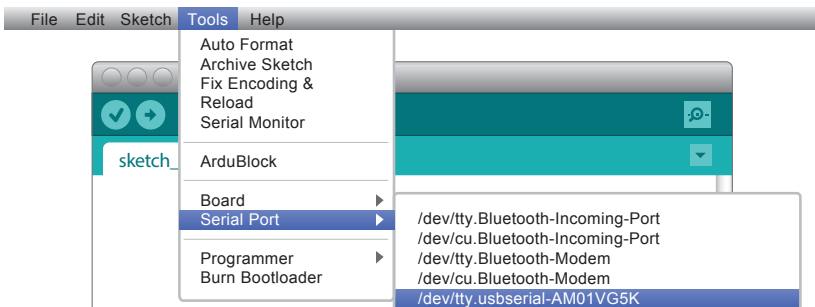 File Edit Sketch Tools Help
Auto Format
Archive Sketch
Fix Encoding &
Reload
Serial Monitor
sketch_
ArduBlock
Board
Serial Port
Programmer
Burn Bootloader
/dev/tty.Bluetooth-Incoming-Port
/dev/cu.Bluetooth-Incoming-Port
/dev/tty.Bluetooth-Modem
/dev/cu.Bluetooth-Modem
/dev/tty.usbserial-AM01VG5K